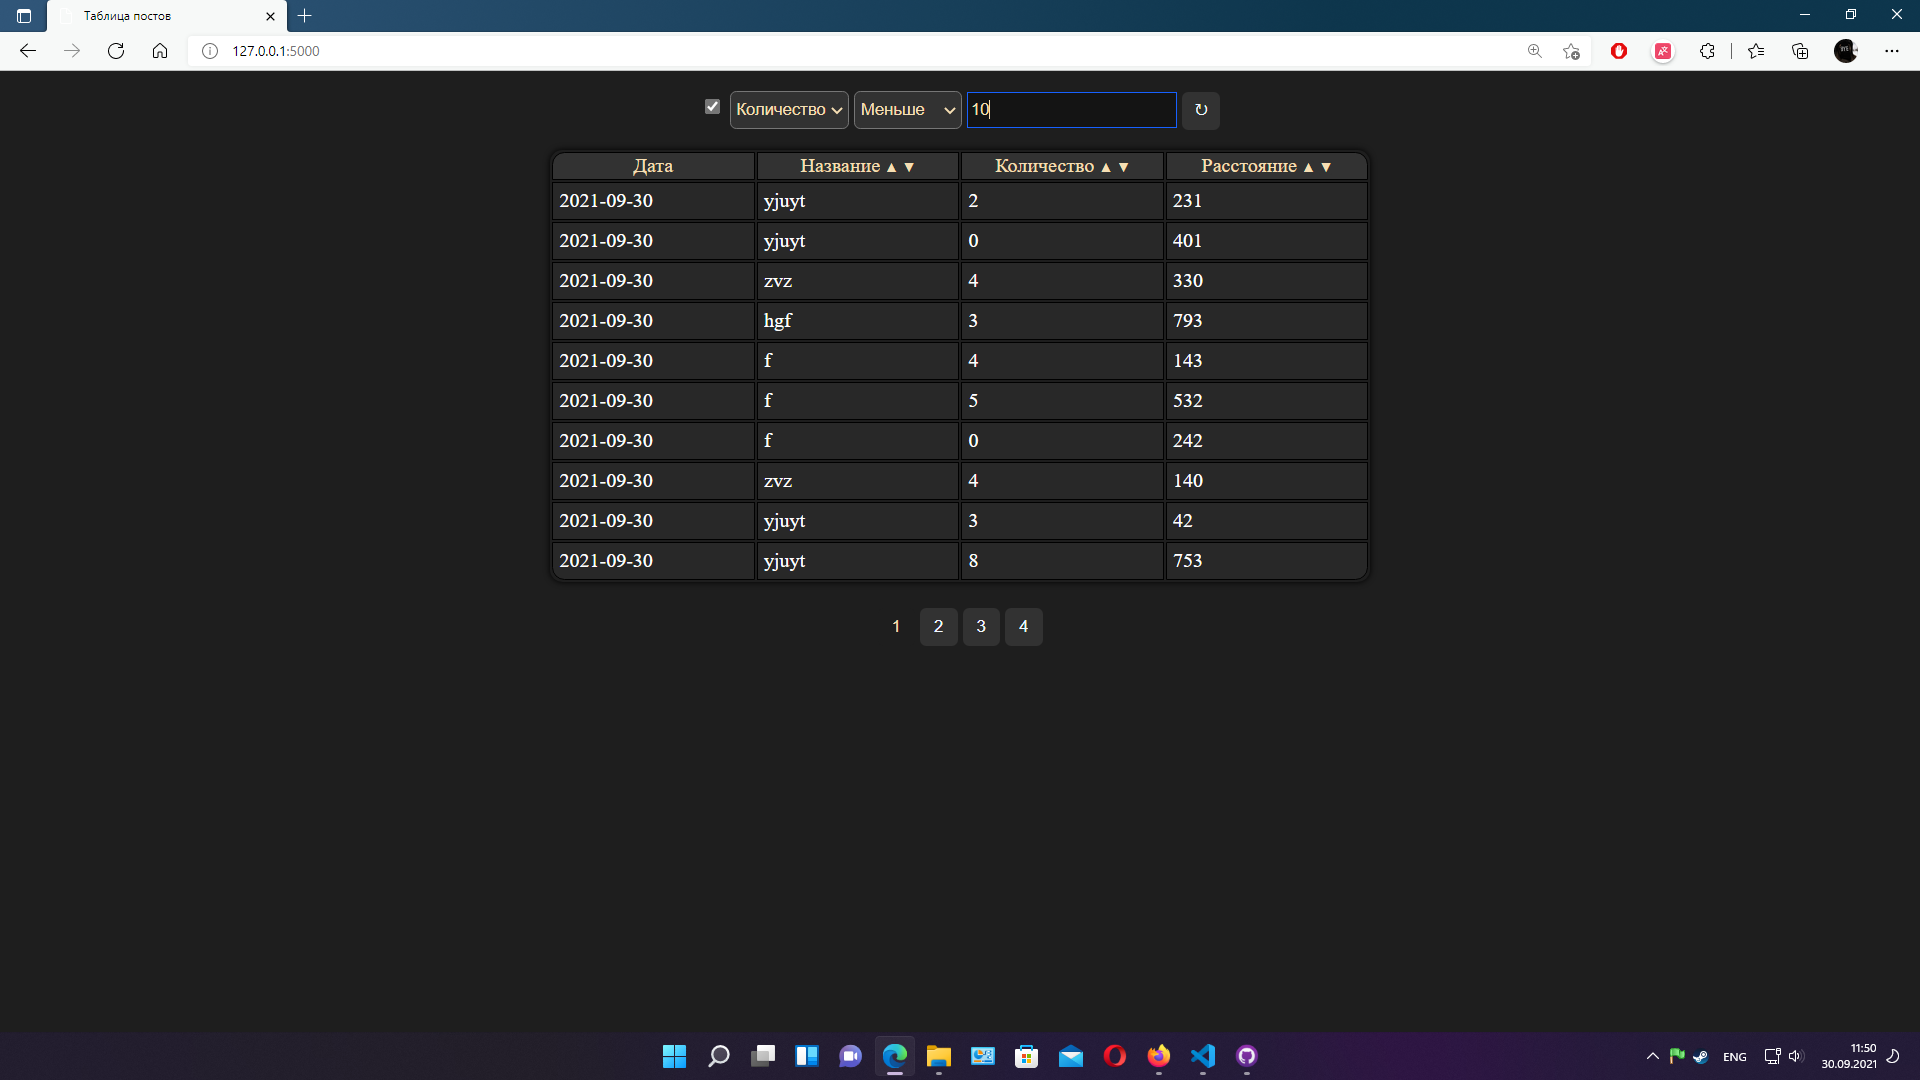 Таблица постов
127.0.0.1:5000
Количество Меньше 10 ↻
Дата Название ▲ ▼ Количество ▲ ▼ Расстояние ▲ ▼
2021-09-30 yjuyt 2 231
2021-09-30 yjuyt 0 401
2021-09-30 zvz 4 330
2021-09-30 hgf 3 793
2021-09-30 f 4 143
2021-09-30 f 5 532
2021-09-30 f 0 242
2021-09-30 zvz 4 140
2021-09-30 yjuyt 3 42
2021-09-30 yjuyt 8 753
1 2 3 4
ENG
11:50
30.09.2021